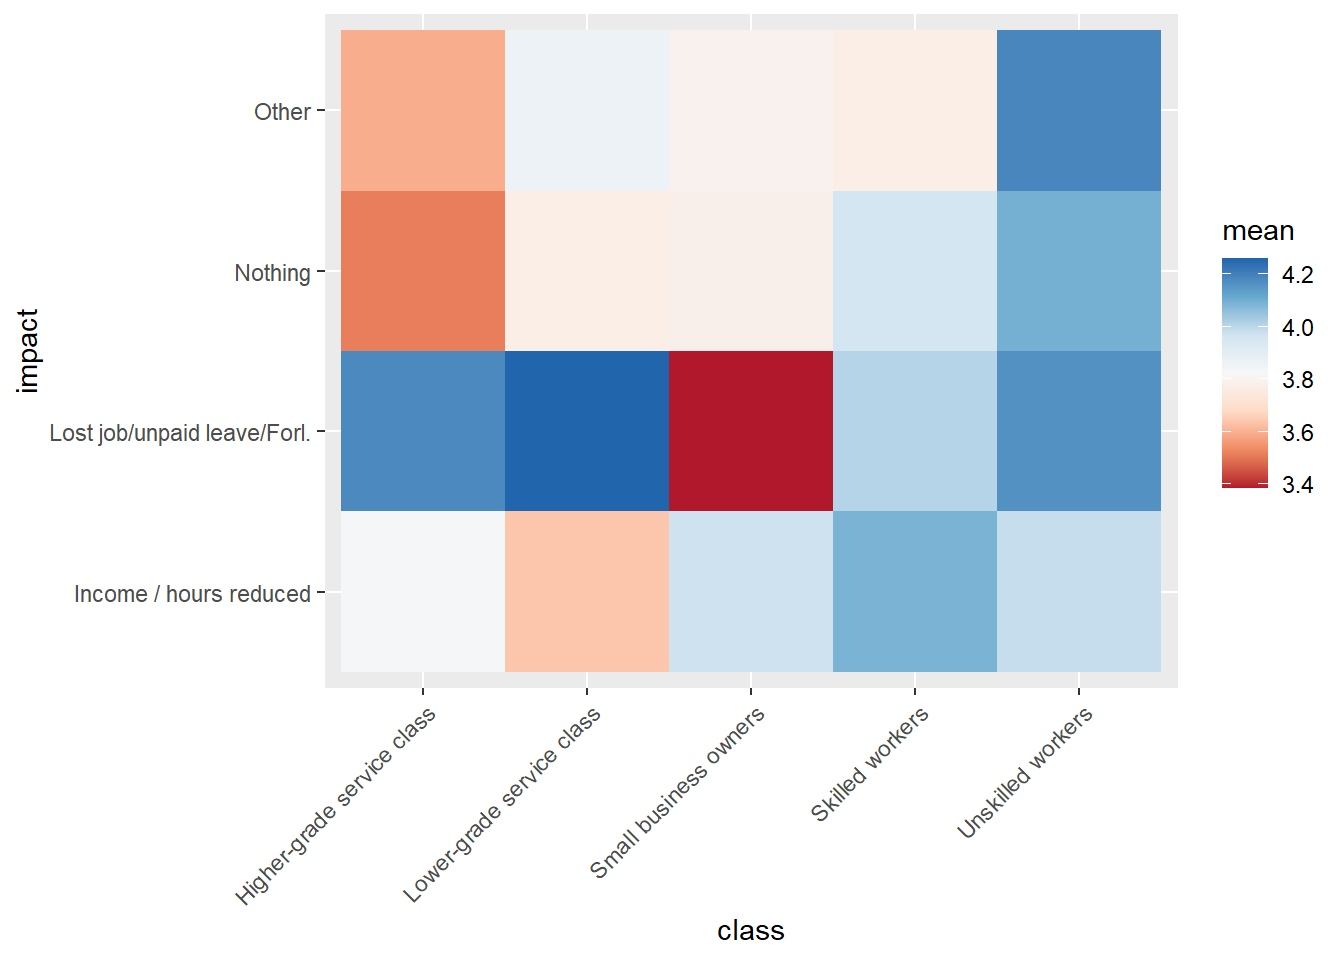 Other
Nothing
Lost job/unpaid leave/Forl.
Income / hours reduced
impact
Higher-grade service class
Lower-grade service class
Small business owners
Skilled workers
Unskilled workers
class
mean
4.2
4.0
3.8
3.6
3.4